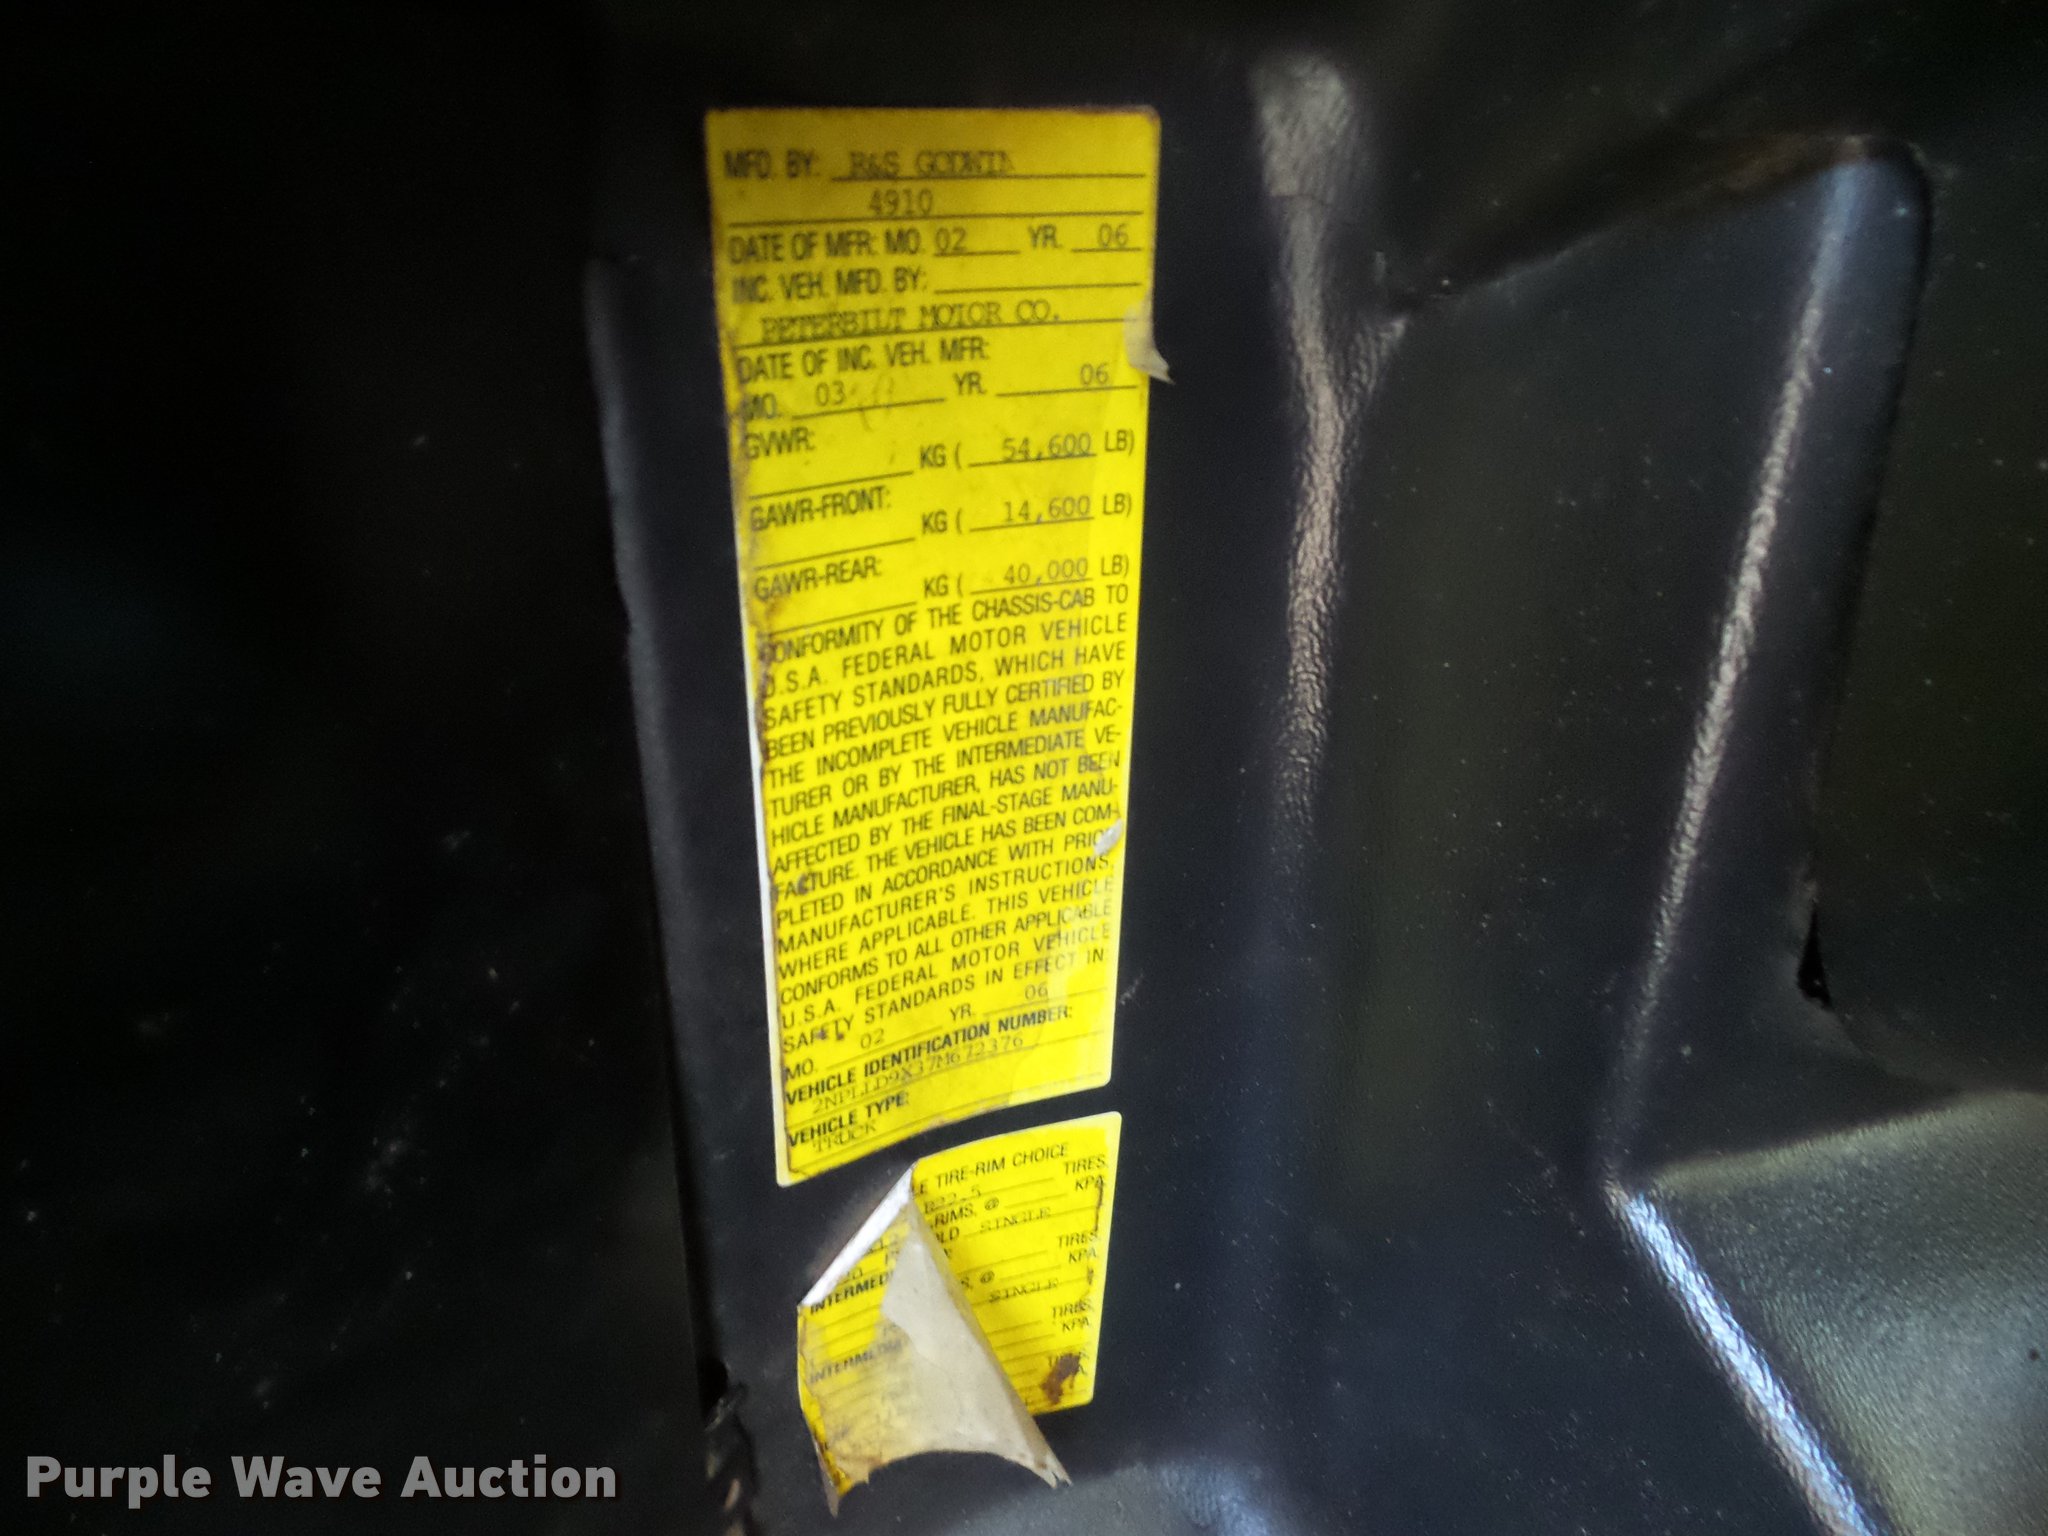 MFD. BY: R&S GODWIN
4910
DATE OF MFR: MO. 02 YR. 06
INC. VEH. MFD. BY:
PETERBILT MOTOR CO.
DATE OF INC. VEH. MFR:
MO. 03 YR. 06
GVWR:
KG ( 54,600 LB)
GAWR-FRONT:
KG ( 14,600 LB)
GAWR-REAR:
KG ( 40,000 LB)
CONFORMITY OF THE CHASSIS-CAB TO
U.S.A. FEDERAL MOTOR VEHICLE
SAFETY STANDARDS, WHICH HAVE
BEEN PREVIOUSLY FULLY CERTIFIED BY
THE INCOMPLETE VEHICLE MANUFAC-
TURER OR BY THE INTERMEDIATE VE-
HICLE MANUFACTURER, HAS NOT BEEN
AFFECTED BY THE FINAL-STAGE MANU-
FACTURE. THE VEHICLE HAS BEEN COM-
PLETED IN ACCORDANCE WITH PRIOR
MANUFACTURER'S INSTRUCTIONS,
WHERE APPLICABLE. THIS VEHICLE
CONFORMS TO ALL OTHER APPLICABLE
U.S.A. FEDERAL MOTOR VEHICLE
SAFETY STANDARDS IN EFFECT IN:
MO. 02 YR. 06
VEHICLE IDENTIFICATION NUMBER:
2NPLLD9X37M672376
VEHICLE TYPE:
TRUCK
TIRE-RIM CHOICE
TIRES,
R22.5
RIMS, @ KPA
SINGLE
TIRES,
KPA,
INTERMEDI
S, @
SINGLE
TIRES,
KPA,
INTERMEDI
Purple Wave Auction